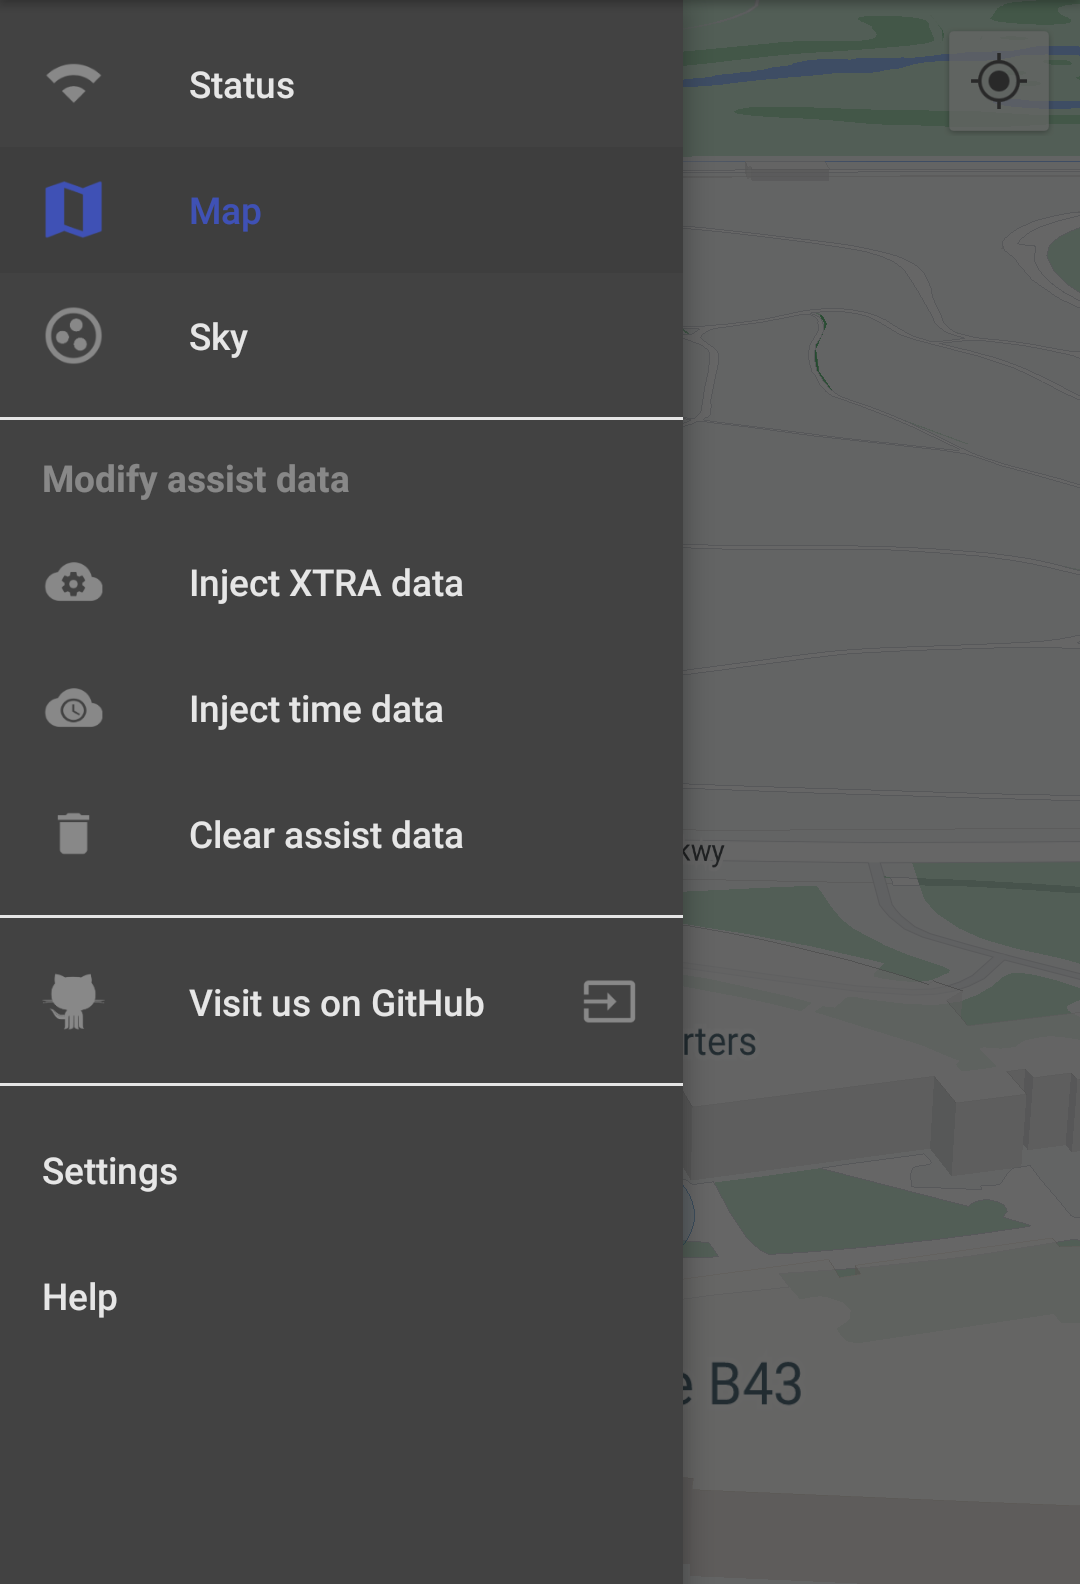 Status
Map
Sky
Modify assist data
Inject XTRA data
Inject time data
Clear assist data
Visit us on GitHub
Settings
Help
kwy
rters
e B43